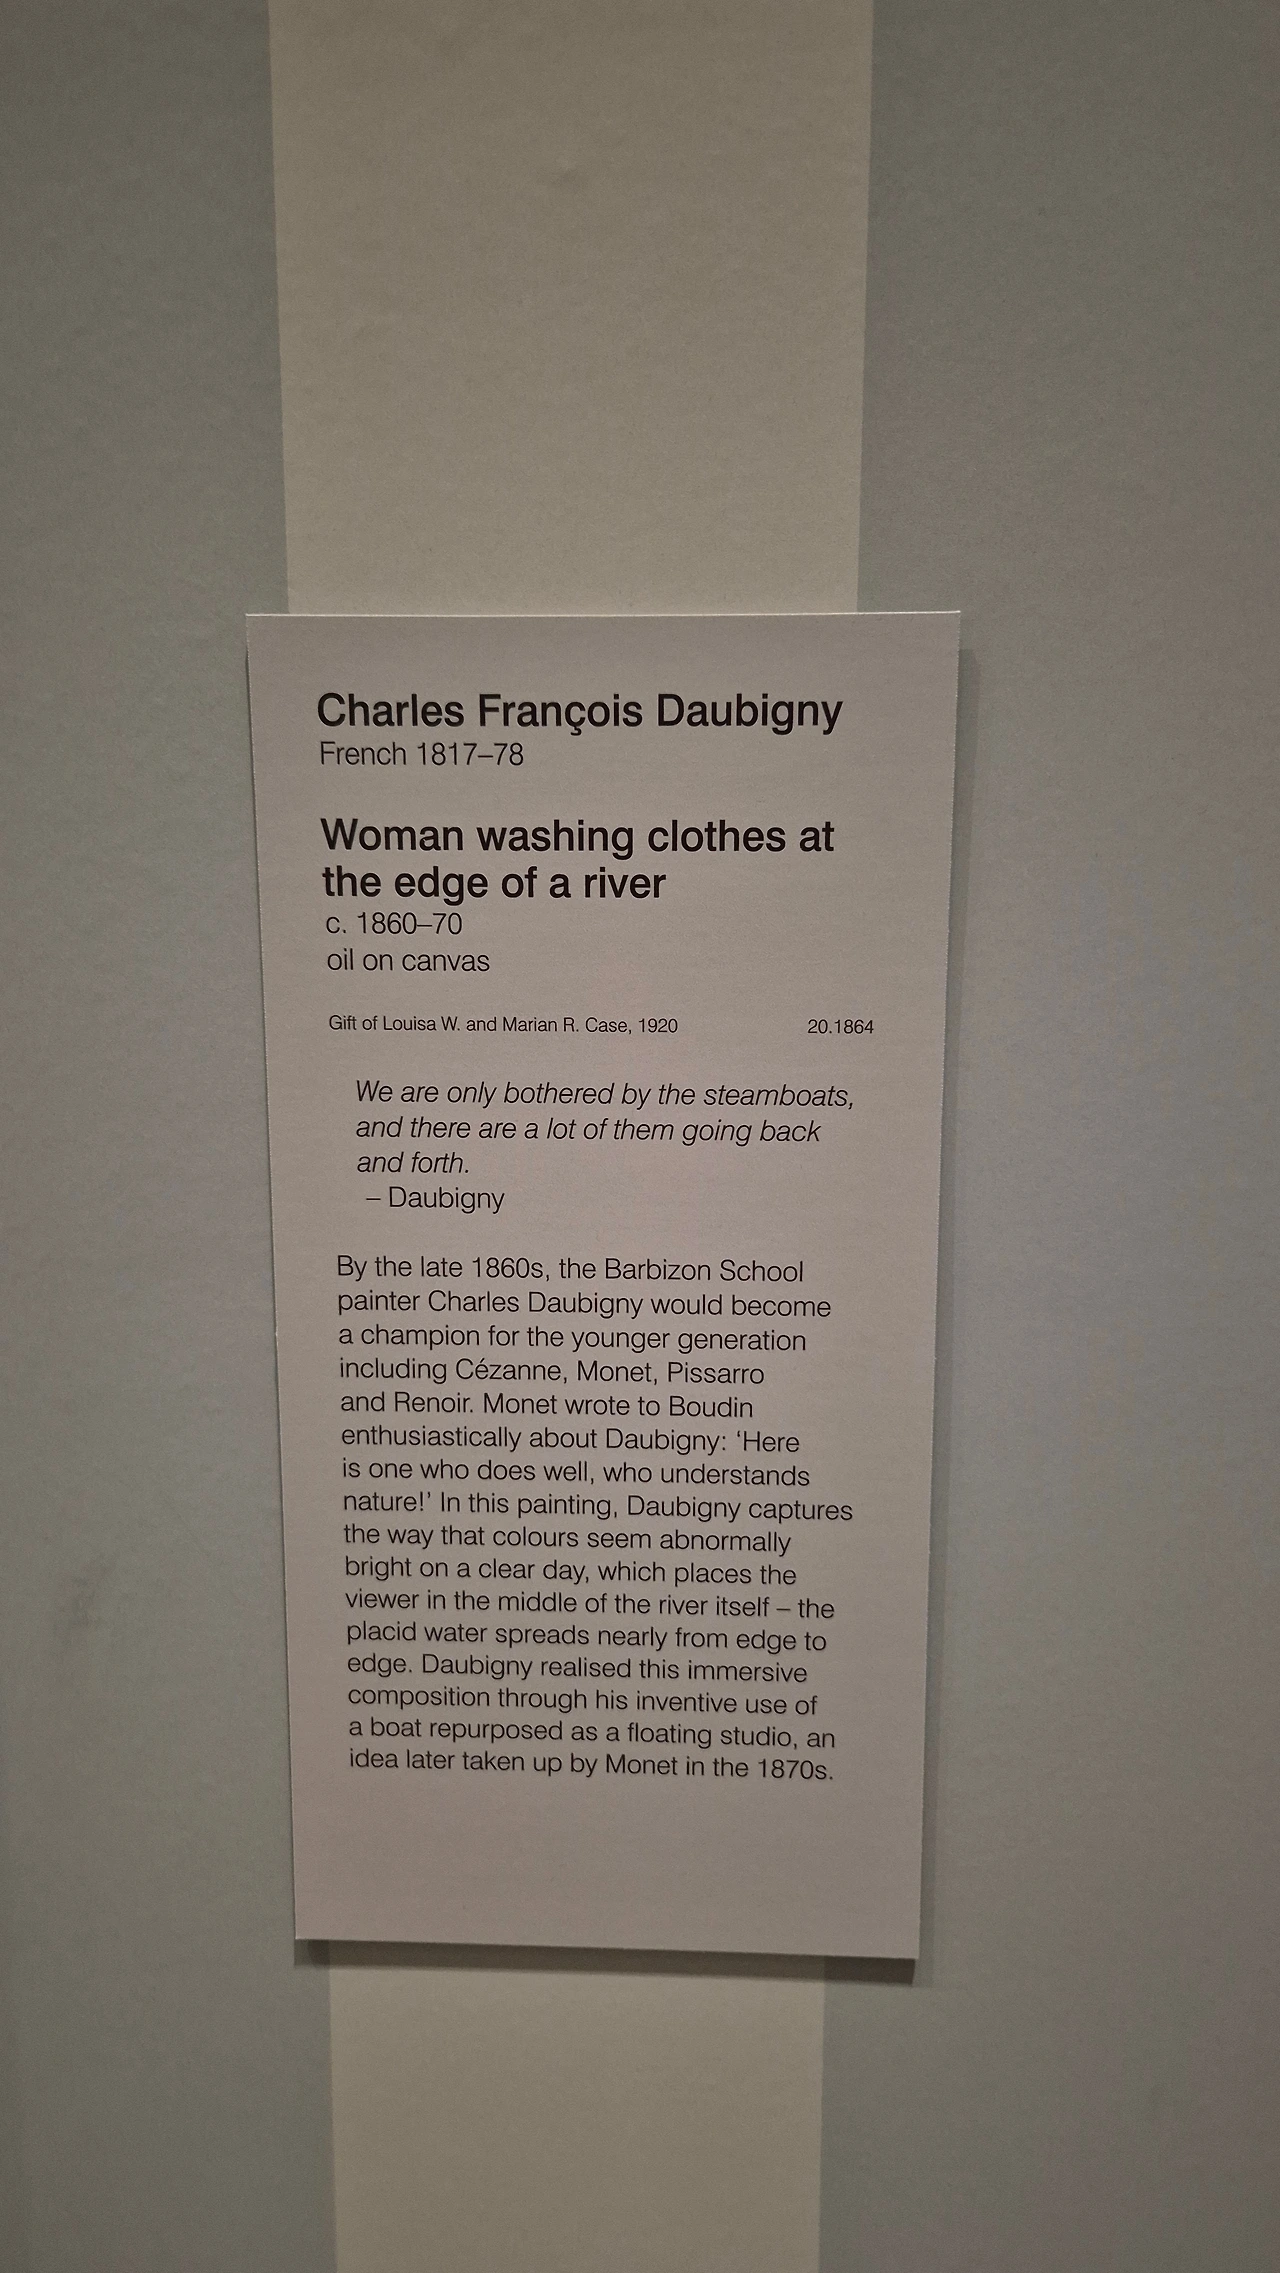 Charles François Daubigny
French 1817–78
Woman washing clothes at
the edge of a river
c. 1860–70
oil on canvas
Gift of Louisa W. and Marian R. Case, 1920 20.1864
We are only bothered by the steamboats,
and there are a lot of them going back
and forth.
– Daubigny
By the late 1860s, the Barbizon School
painter Charles Daubigny would become
a champion for the younger generation
including Cézanne, Monet, Pissarro
and Renoir. Monet wrote to Boudin
enthusiastically about Daubigny: ‘Here
is one who does well, who understands
nature!’ In this painting, Daubigny captures
the way that colours seem abnormally
bright on a clear day, which places the
viewer in the middle of the river itself – the
placid water spreads nearly from edge to
edge. Daubigny realised this immersive
composition through his inventive use of
a boat repurposed as a floating studio, an
idea later taken up by Monet in the 1870s.